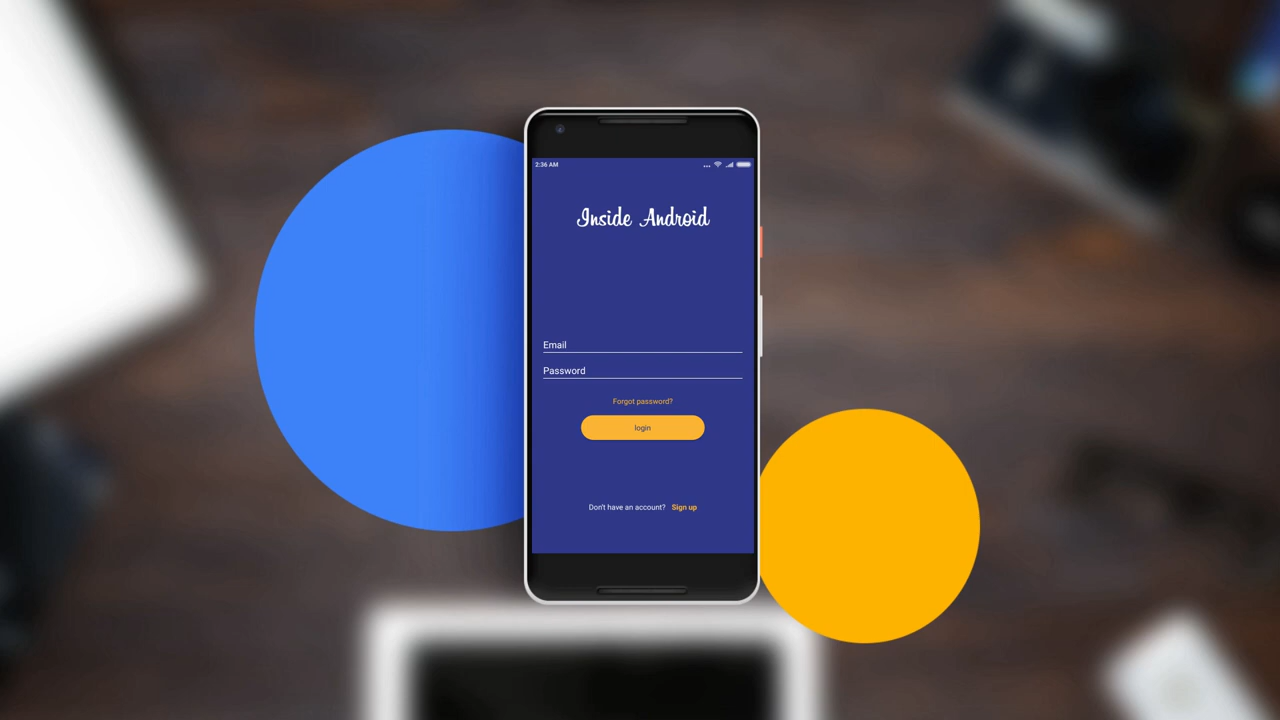 2:36 AM
Inside Android
Email
Password
Forgot password?
login
Don't have an account? Sign up